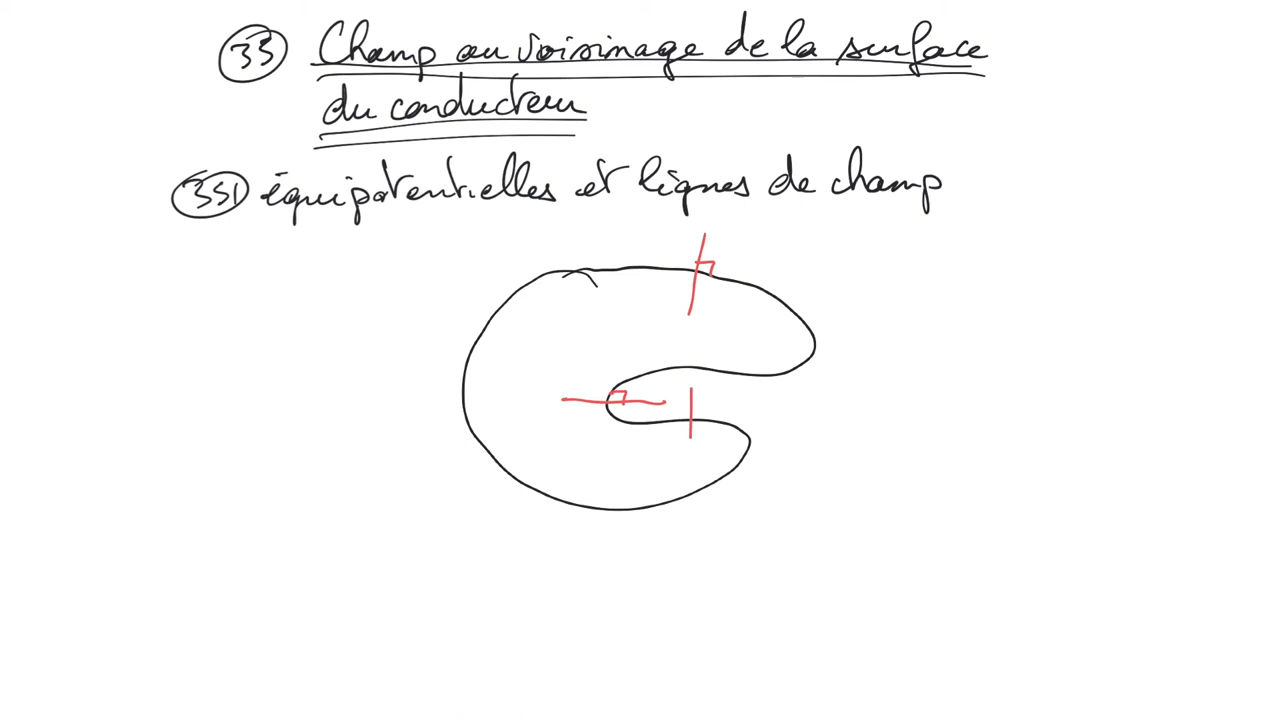 33 Champ au voisinage de la surface
du conducteur
331 équipotentielles et lignes de champ